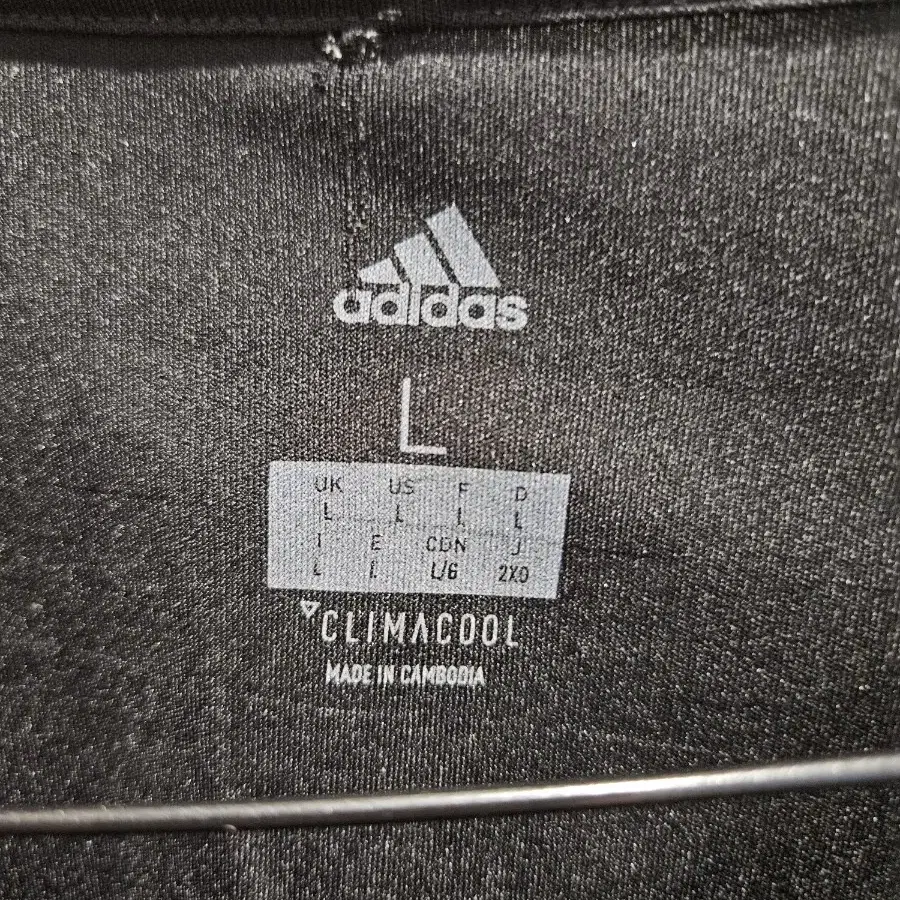 adidas
L
UK US F D
L L L L
I E CDN J
L L L/G 2XO
CLIMACOOL
MADE IN CAMBODIA